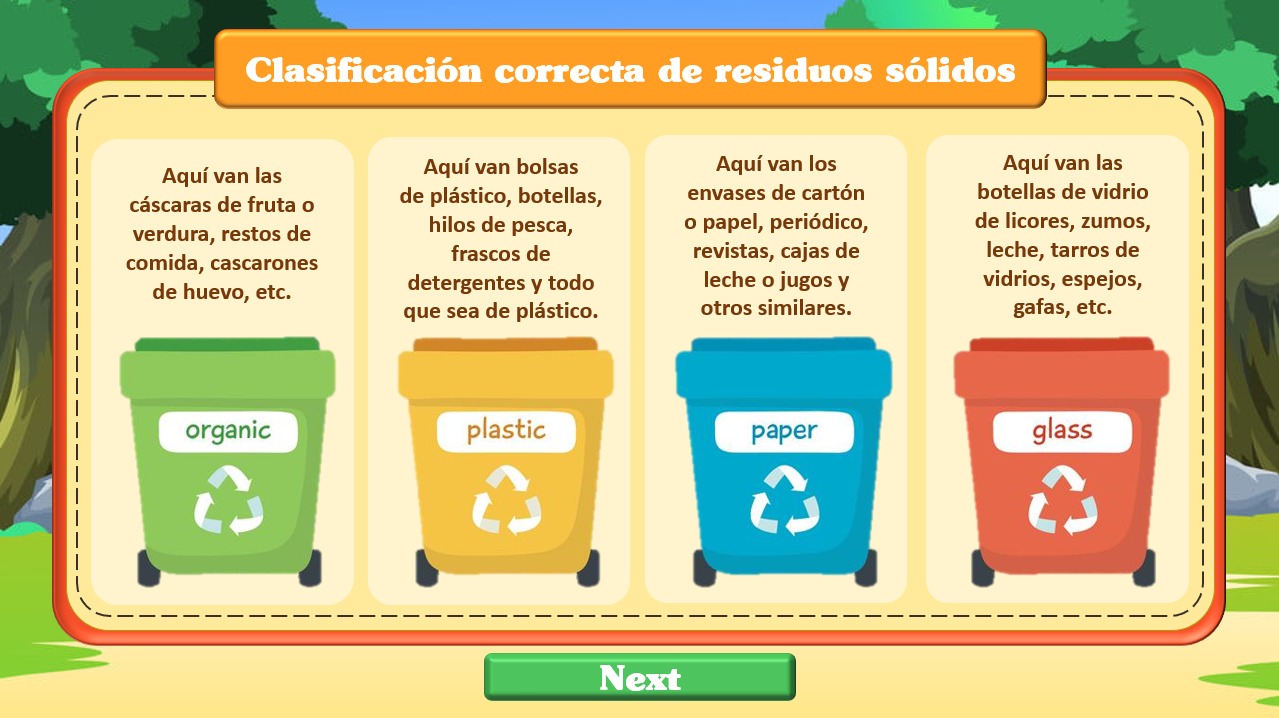 Clasificación correcta de residuos sólidos
Aquí van las
cáscaras de fruta o
verdura, restos de
comida, cascarones
de huevo, etc.
organic
Aquí van bolsas
de plástico, botellas,
hilos de pesca,
frascos de
detergentes y todo
que sea de plástico.
plastic
Aquí van los
envases de cartón
o papel, periódico,
revistas, cajas de
leche o jugos y
otros similares.
paper
Aquí van las
botellas de vidrio
de licores, zumos,
leche, tarros de
vidrios, espejos,
gafas, etc.
glass
Next